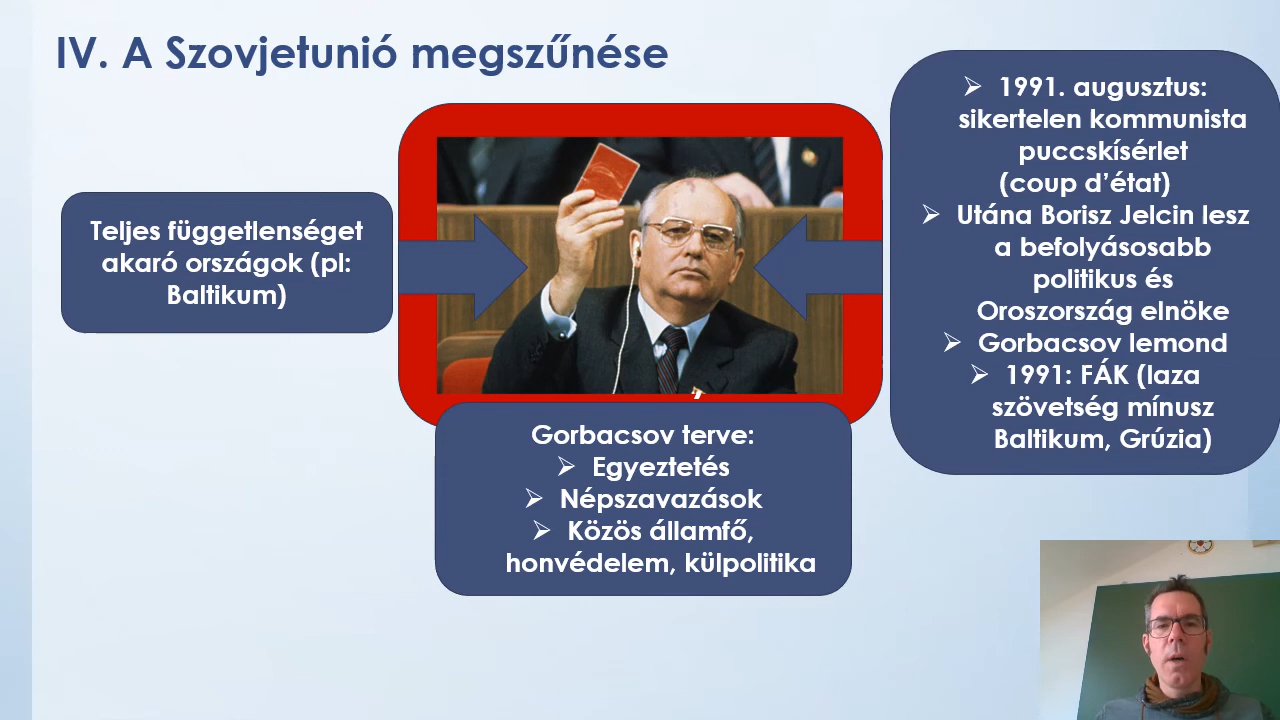 IV. A Szovjetunió megszűnése
Teljes függetlenséget
akaró országok (pl:
Baltikum)
Gorbacsov terve:
➢ Egyeztetés
➢ Népszavazások
➢ Közös államfő,
honvédelem, külpolitika
➢ 1991. augusztus:
sikertelen kommunista
puccskísérlet
(coup d’état)
➢ Utána Borisz Jelcin lesz
a befolyásosabb
politikus és
Oroszország elnöke
➢ Gorbacsov lemond
➢ 1991: FÁK (laza
szövetség mínusz
Baltikum, Grúzia)